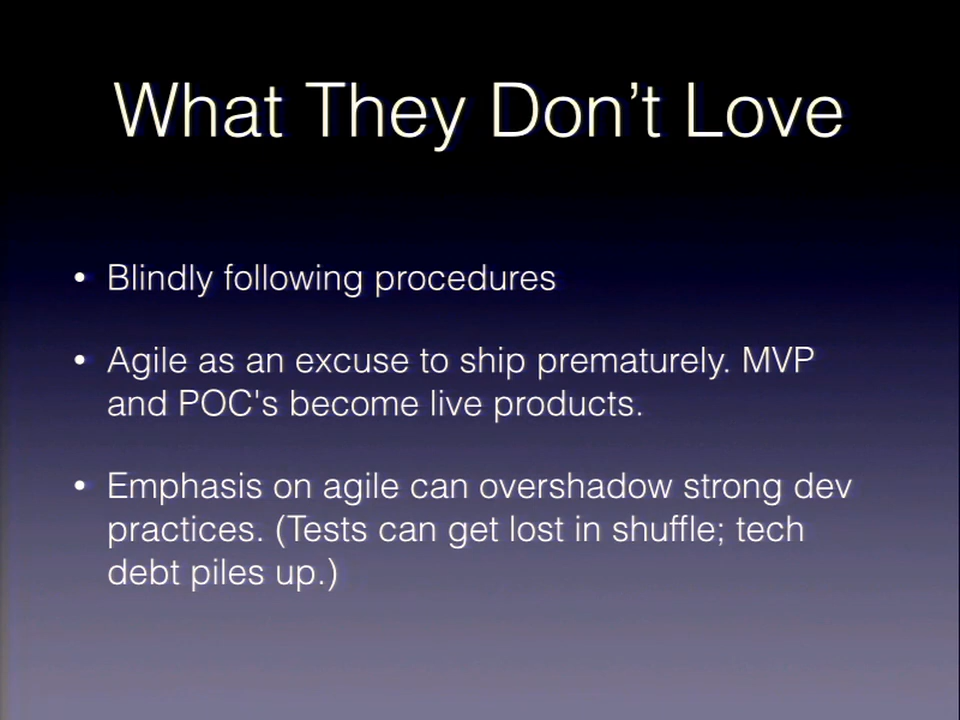 What They Don’t Love
• Blindly following procedures
• Agile as an excuse to ship prematurely. MVP
and POC's become live products.
• Emphasis on agile can overshadow strong dev
practices. (Tests can get lost in shuffle; tech
debt piles up.)